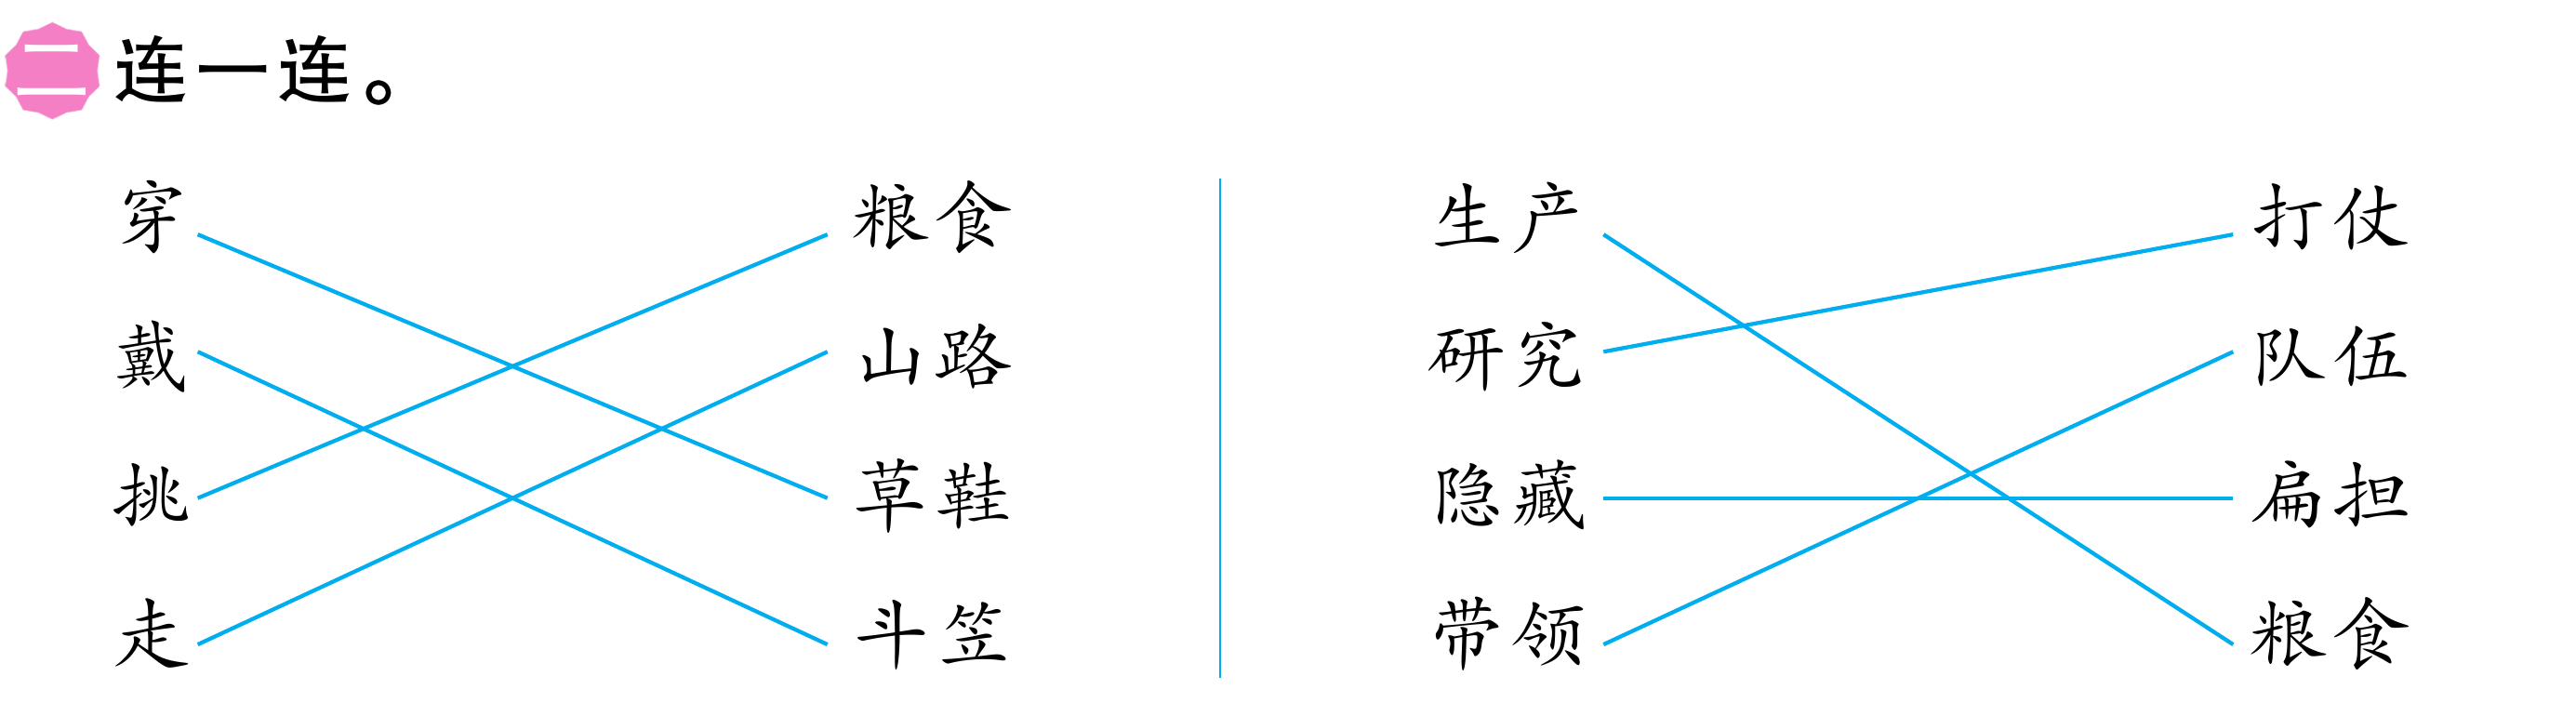 二 连一连。
穿 粮食 生产 打仗
戴 山路 研究 队伍
挑 草鞋 隐藏 扁担
走 斗笠 带领 粮食